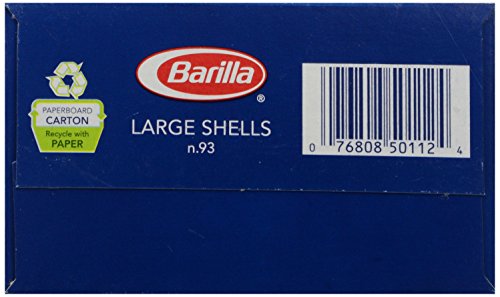 PAPERBOARD
CARTON
Recycle with
PAPER
Barilla®
LARGE SHELLS
n.93
0 76808 50112 4